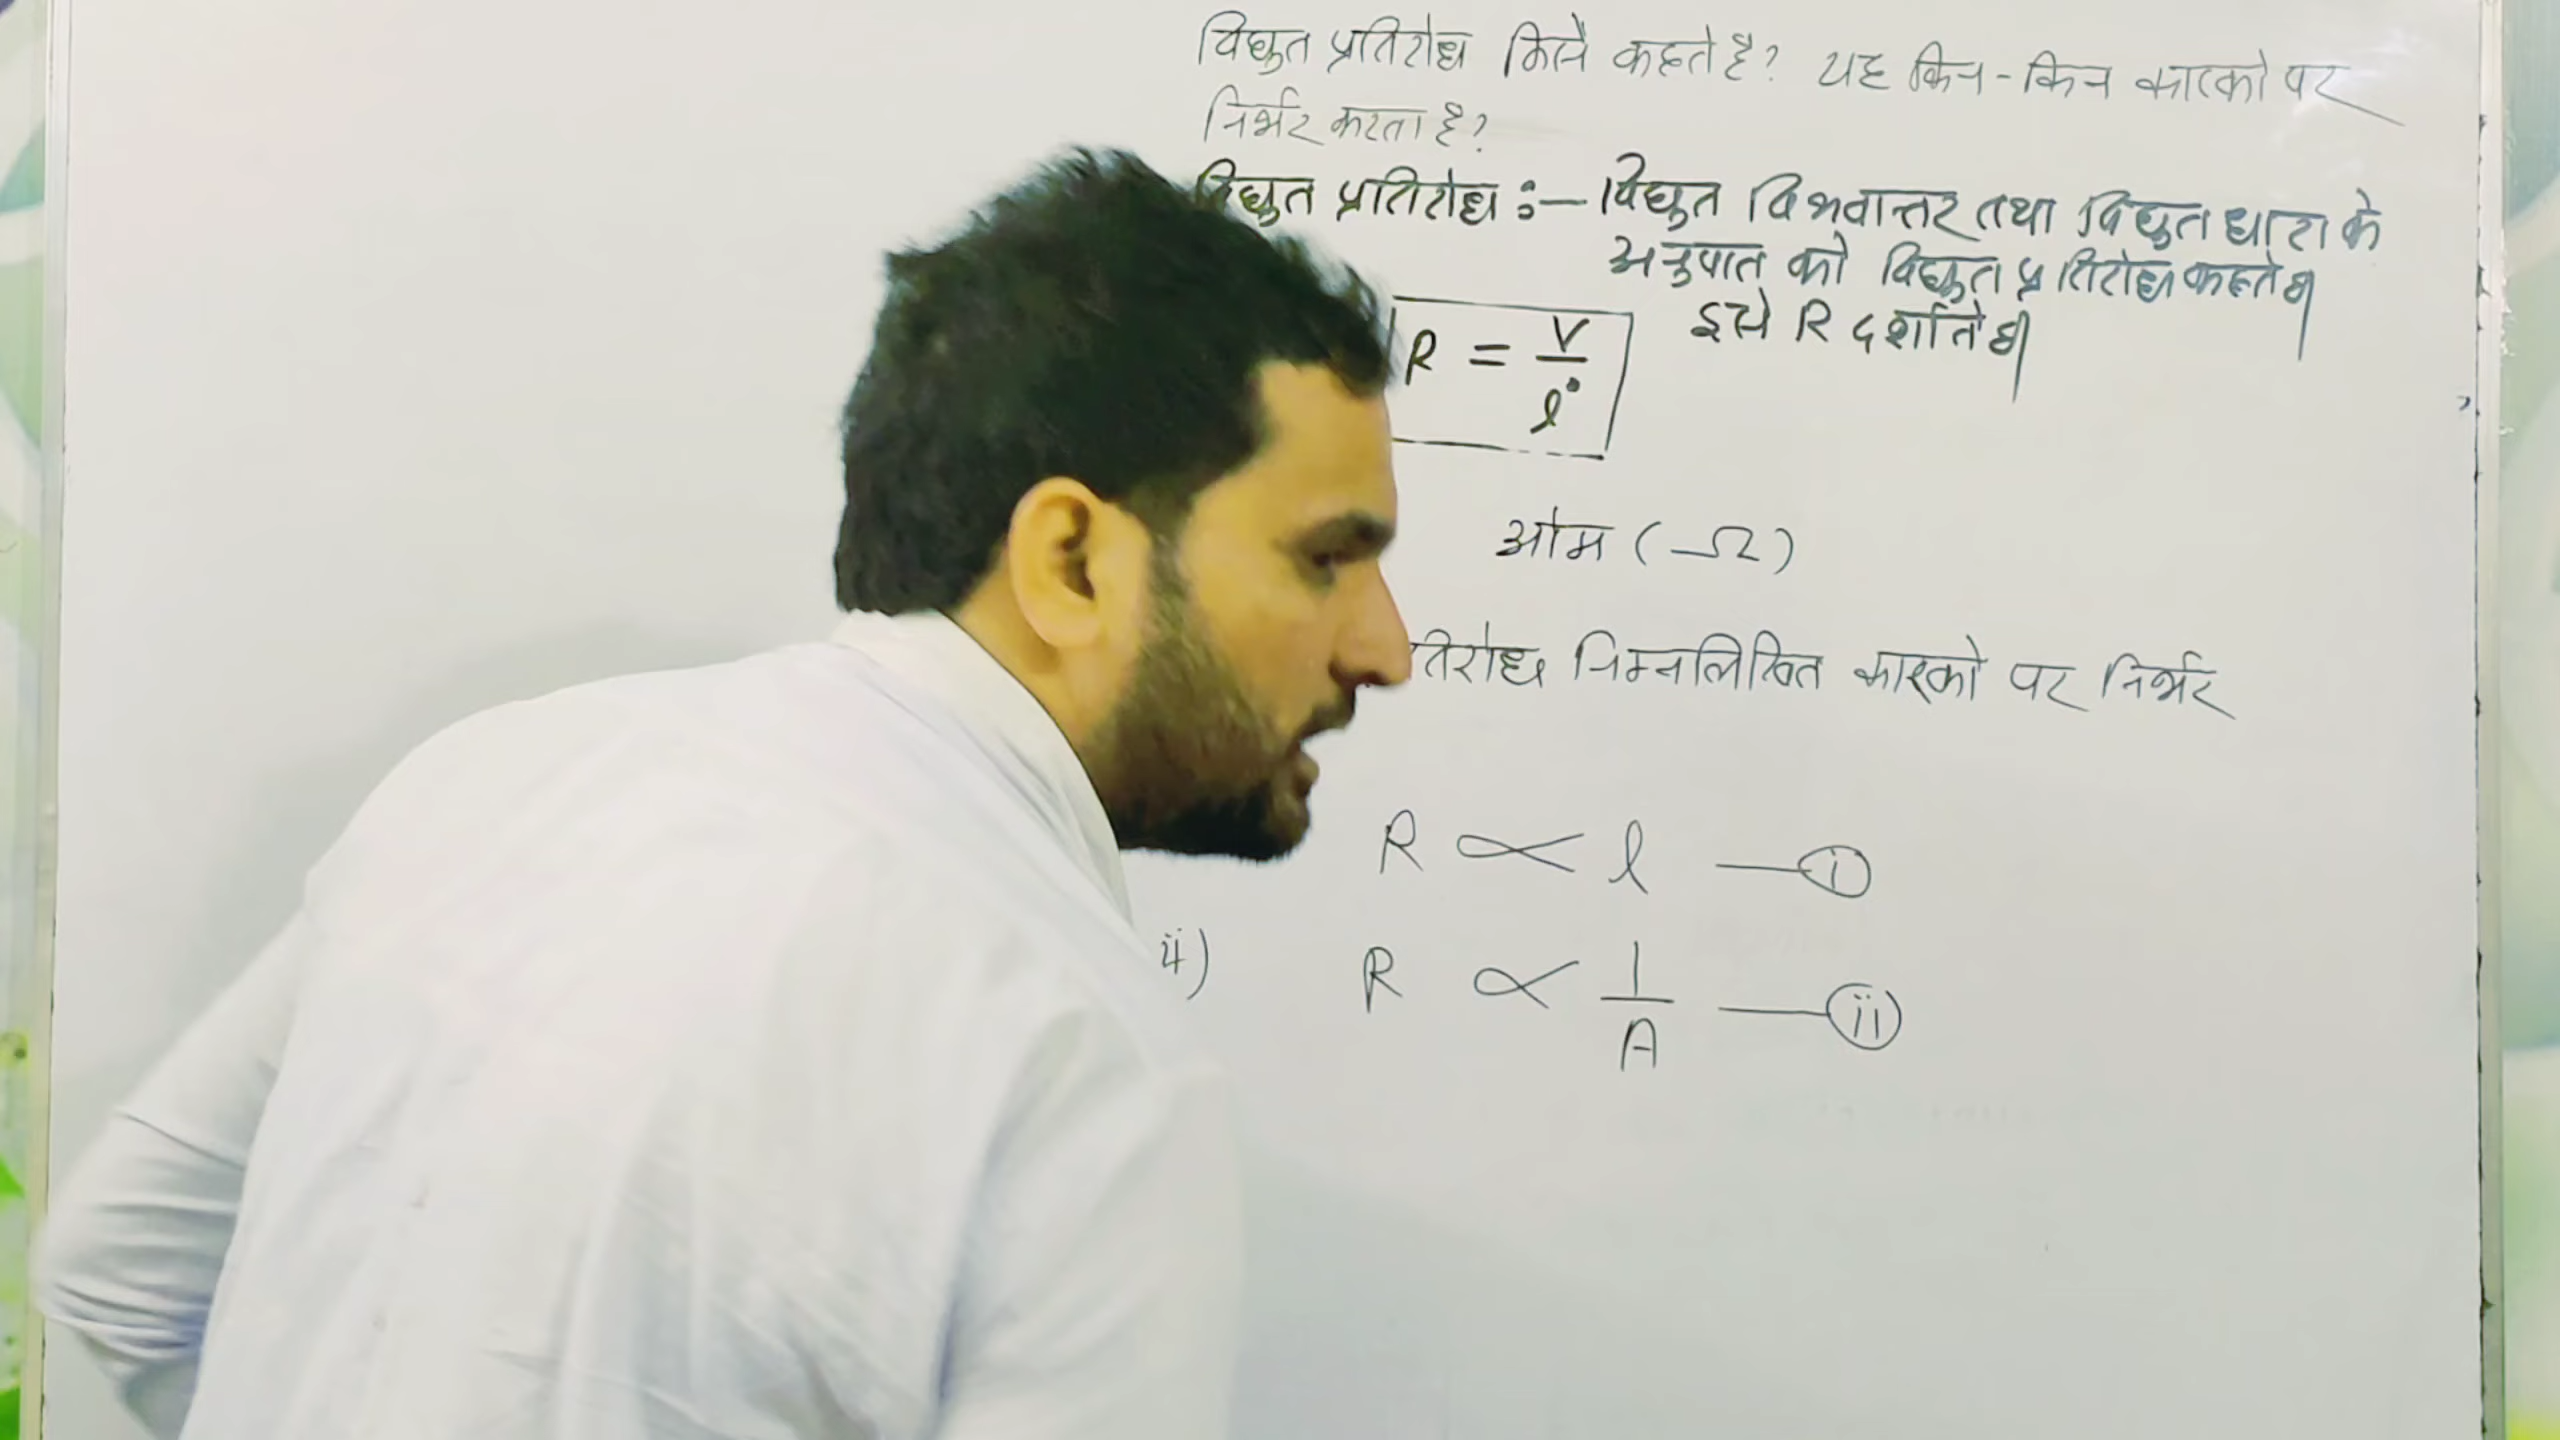 विद्युत प्रतिरोध किसे कहते है? यह किन-किन कारको पर
निर्भर करता है?
विद्युत प्रतिरोध :— विद्युत विभवान्तर तथा विद्युत धारा के
अनुपात को विद्युत प्रतिरोध कहते है|
इसे R दर्शाते है|
R = V/i
ओम (Ω)
तिरोध निम्नलिखित कारको पर निर्भर
R ∝ l —(i)
ii) R ∝ 1/A —(ii)